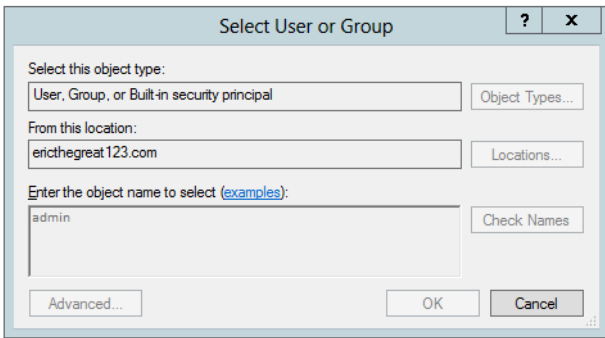 Select User or Group
? x
Select this object type:
User, Group, or Built-in security principal
Object Types...
From this location:
ericthegreat123.com
Locations...
Enter the object name to select (examples):
admin
Check Names
Advanced...
OK
Cancel